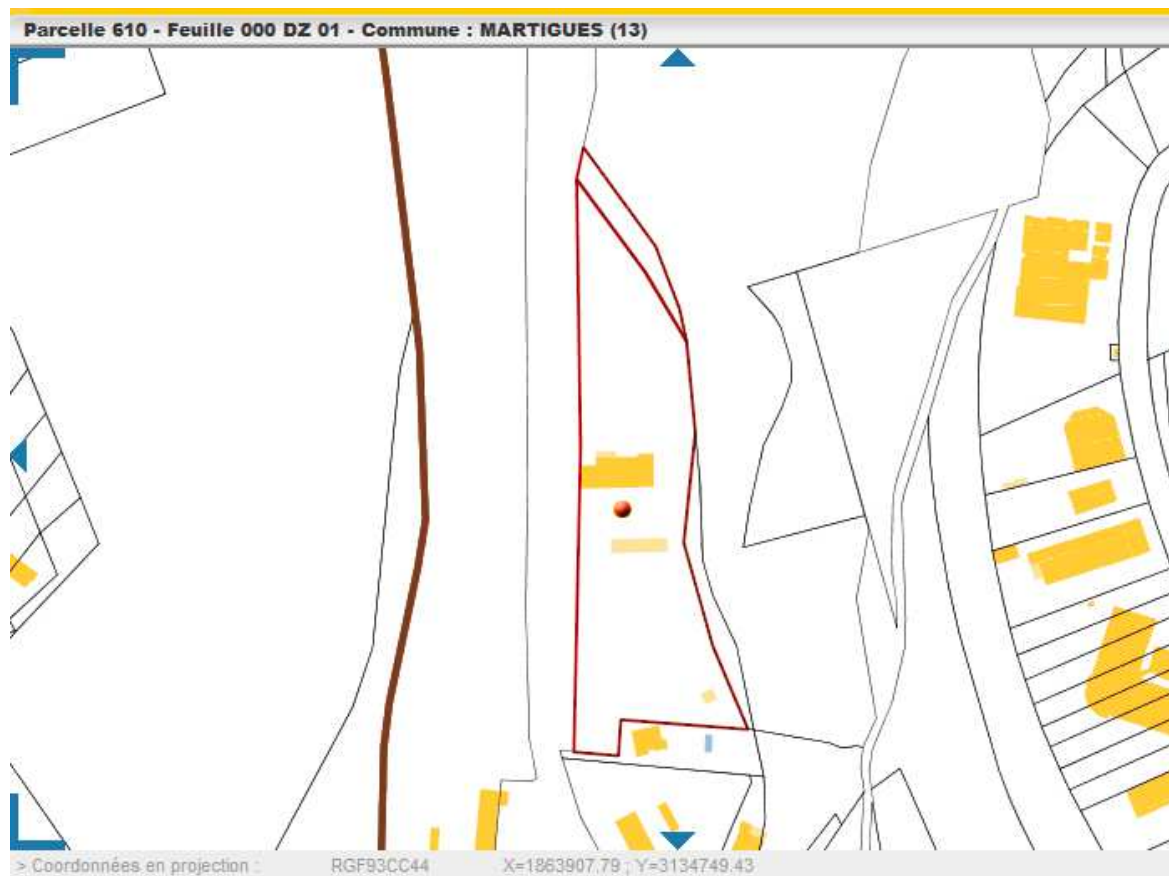 Parcelle 610 - Feuille 000 DZ 01 - Commune : MARTIGUES (13)
> Coordonnées en projection : RGF93CC44 X=1863907.79 ; Y=3134749.43